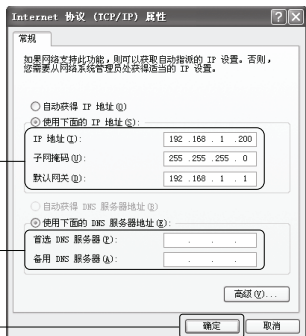 Internet 协议 (TCP/IP) 属性
常规
如果网络支持此功能，则可以获取自动指派的 IP 设置。否则，
您需要从网络系统管理员处获得适当的 IP 设置。
自动获得 IP 地址(O)
使用下面的 IP 地址(S):
IP 地址(I): 192 .168 . 1 .200
子网掩码(U): 255 .255 .255 . 0
默认网关(D): 192 .168 . 1 . 1
自动获得 DNS 服务器地址(B)
使用下面的 DNS 服务器地址(E):
首选 DNS 服务器(P): . . .
备用 DNS 服务器(A): . . .
高级(V)...
确定 取消